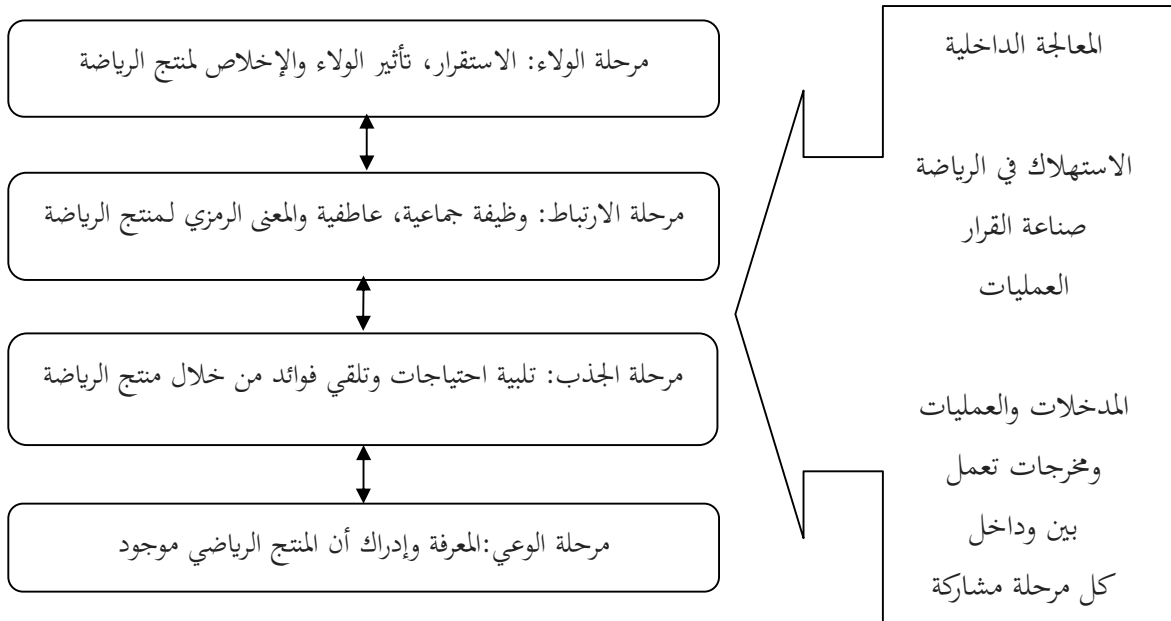 مرحلة الولاء: الاستقرار، تأثير الولاء والإخلاص لمنتج الرياضة
مرحلة الارتباط: وظيفة جماعية، عاطفية والمعنى الرمزي لمنتج الرياضة
مرحلة الجذب: تلبية احتياجات وتلقي فوائد من خلال منتج الرياضة
مرحلة الوعي:المعرفة وإدراك أن المنتج الرياضي موجود
المعالجة الداخلية
الاستهلاك في الرياضة
صناعة القرار
العمليات
المدخلات والعمليات
ومخرجات تعمل
بين وداخل
كل مرحلة مشاركة